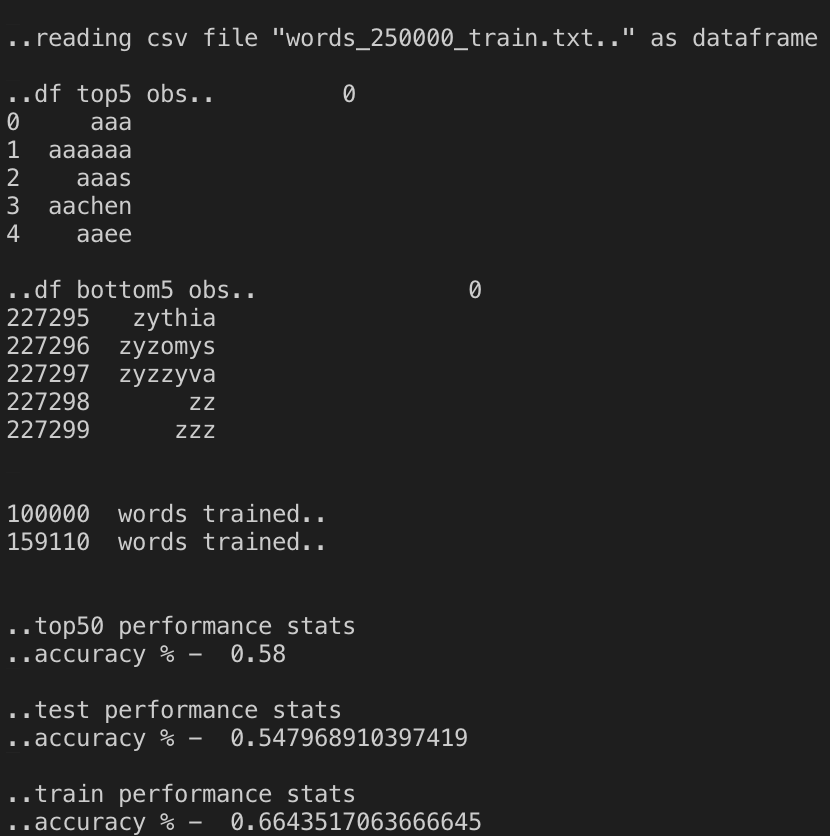 ..reading csv file "words_250000_train.txt.." as dataframe
..df top5 obs..         0
0     aaa
1  aaaaaa
2    aaas
3  aachen
4    aaee
..df bottom5 obs..               0
227295   zythia
227296  zyzomys
227297  zyzzyva
227298       zz
227299      zzz
100000  words trained..
159110  words trained..
..top50 performance stats
..accuracy % -  0.58
..test performance stats
..accuracy % -  0.547968910397419
..train performance stats
..accuracy % -  0.6643517063666645